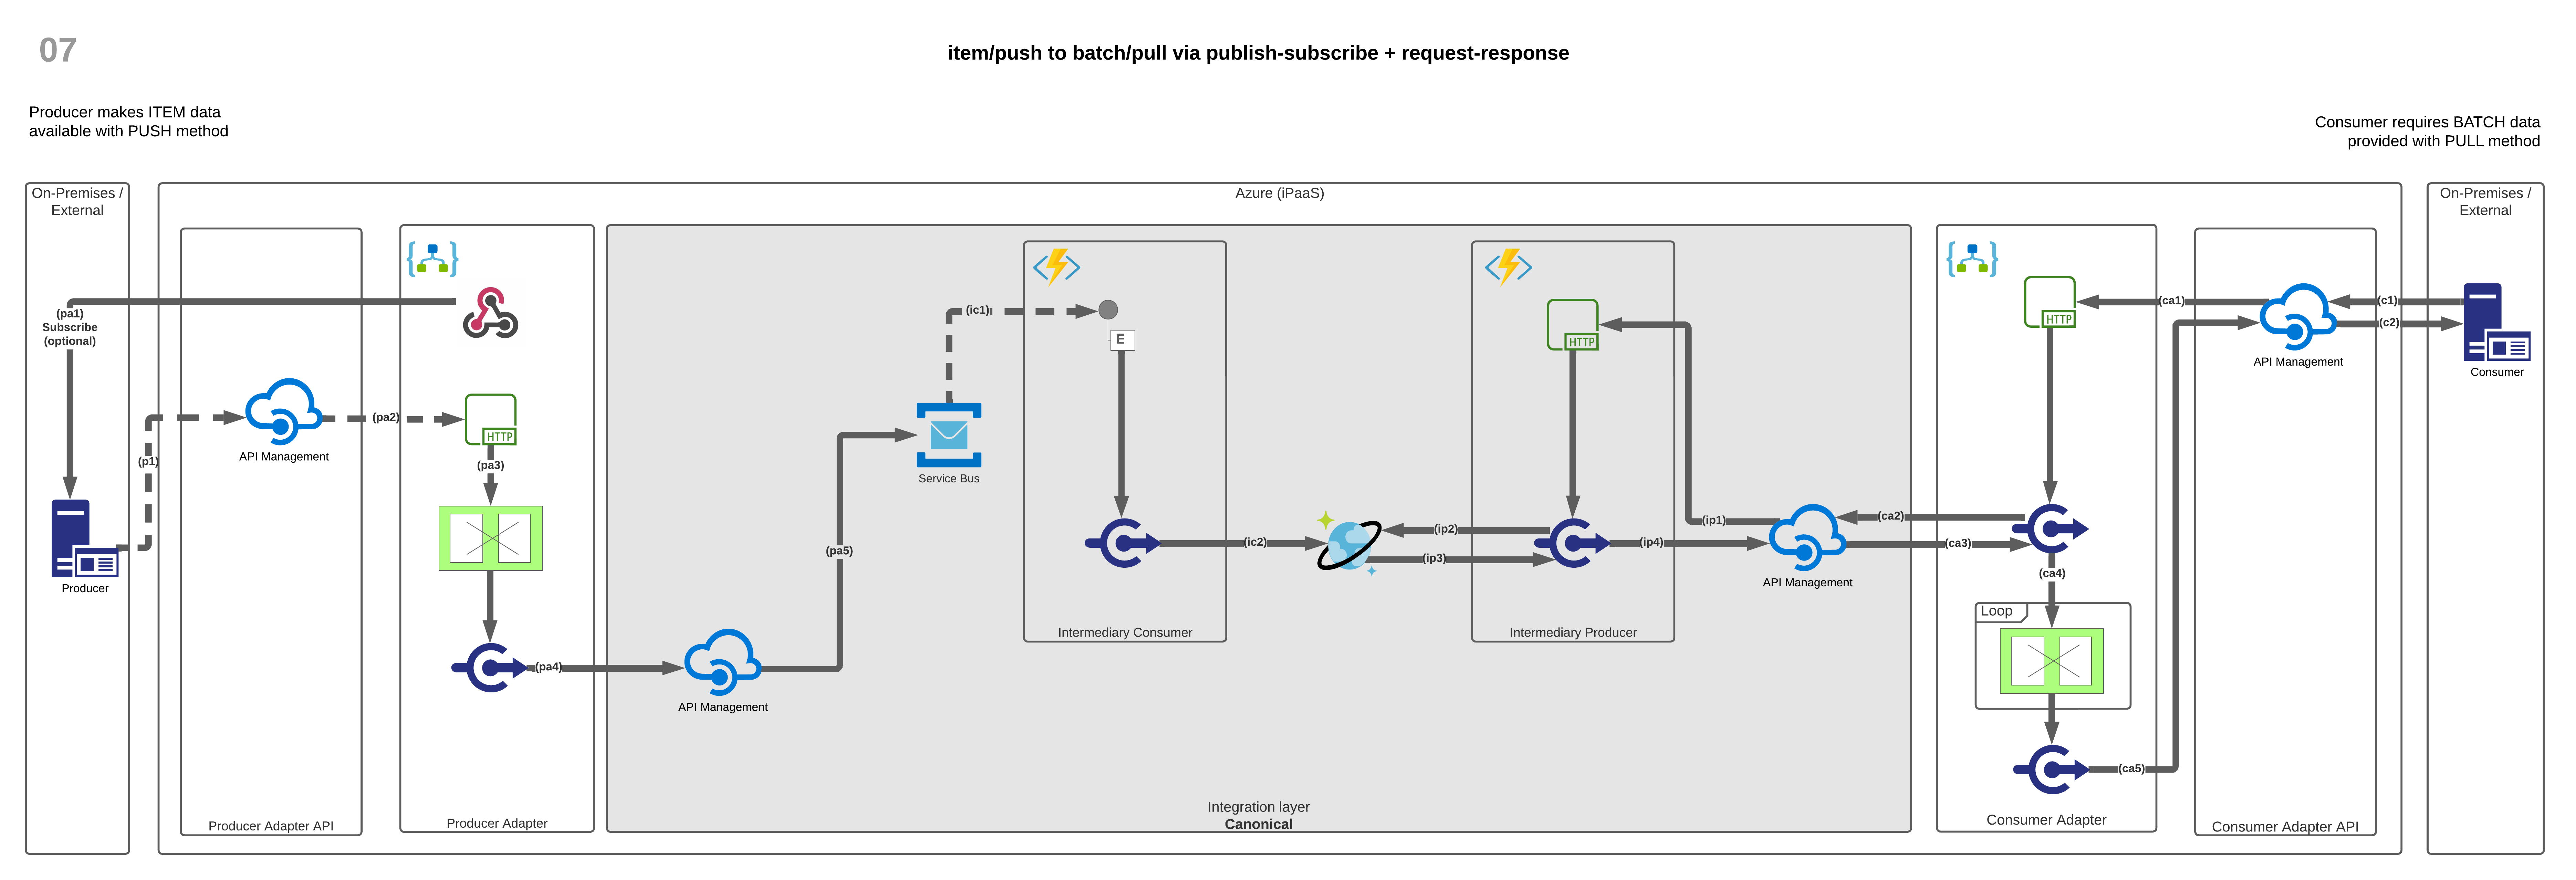 07
item/push to batch/pull via publish-subscribe + request-response
Producer makes ITEM data
available with PUSH method
Consumer requires BATCH data
provided with PULL method
On-Premises /
External
Azure (iPaaS)
On-Premises /
External
(pa1)
Subscribe
(optional)
(p1)
Producer
API Management
Producer Adapter API
(pa2)
HTTP
(pa3)
(pa4)
Producer Adapter
API Management
(pa5)
Service Bus
(ic1)
E
Intermediary Consumer
(ic2)
(ip2)
(ip3)
HTTP
Intermediary Producer
(ip1)
(ip4)
API Management
Integration layer
Canonical
HTTP
(ca1)
(ca2)
(ca3)
(ca4)
Loop
(ca5)
Consumer Adapter
API Management
Consumer Adapter API
(c1)
(c2)
Consumer